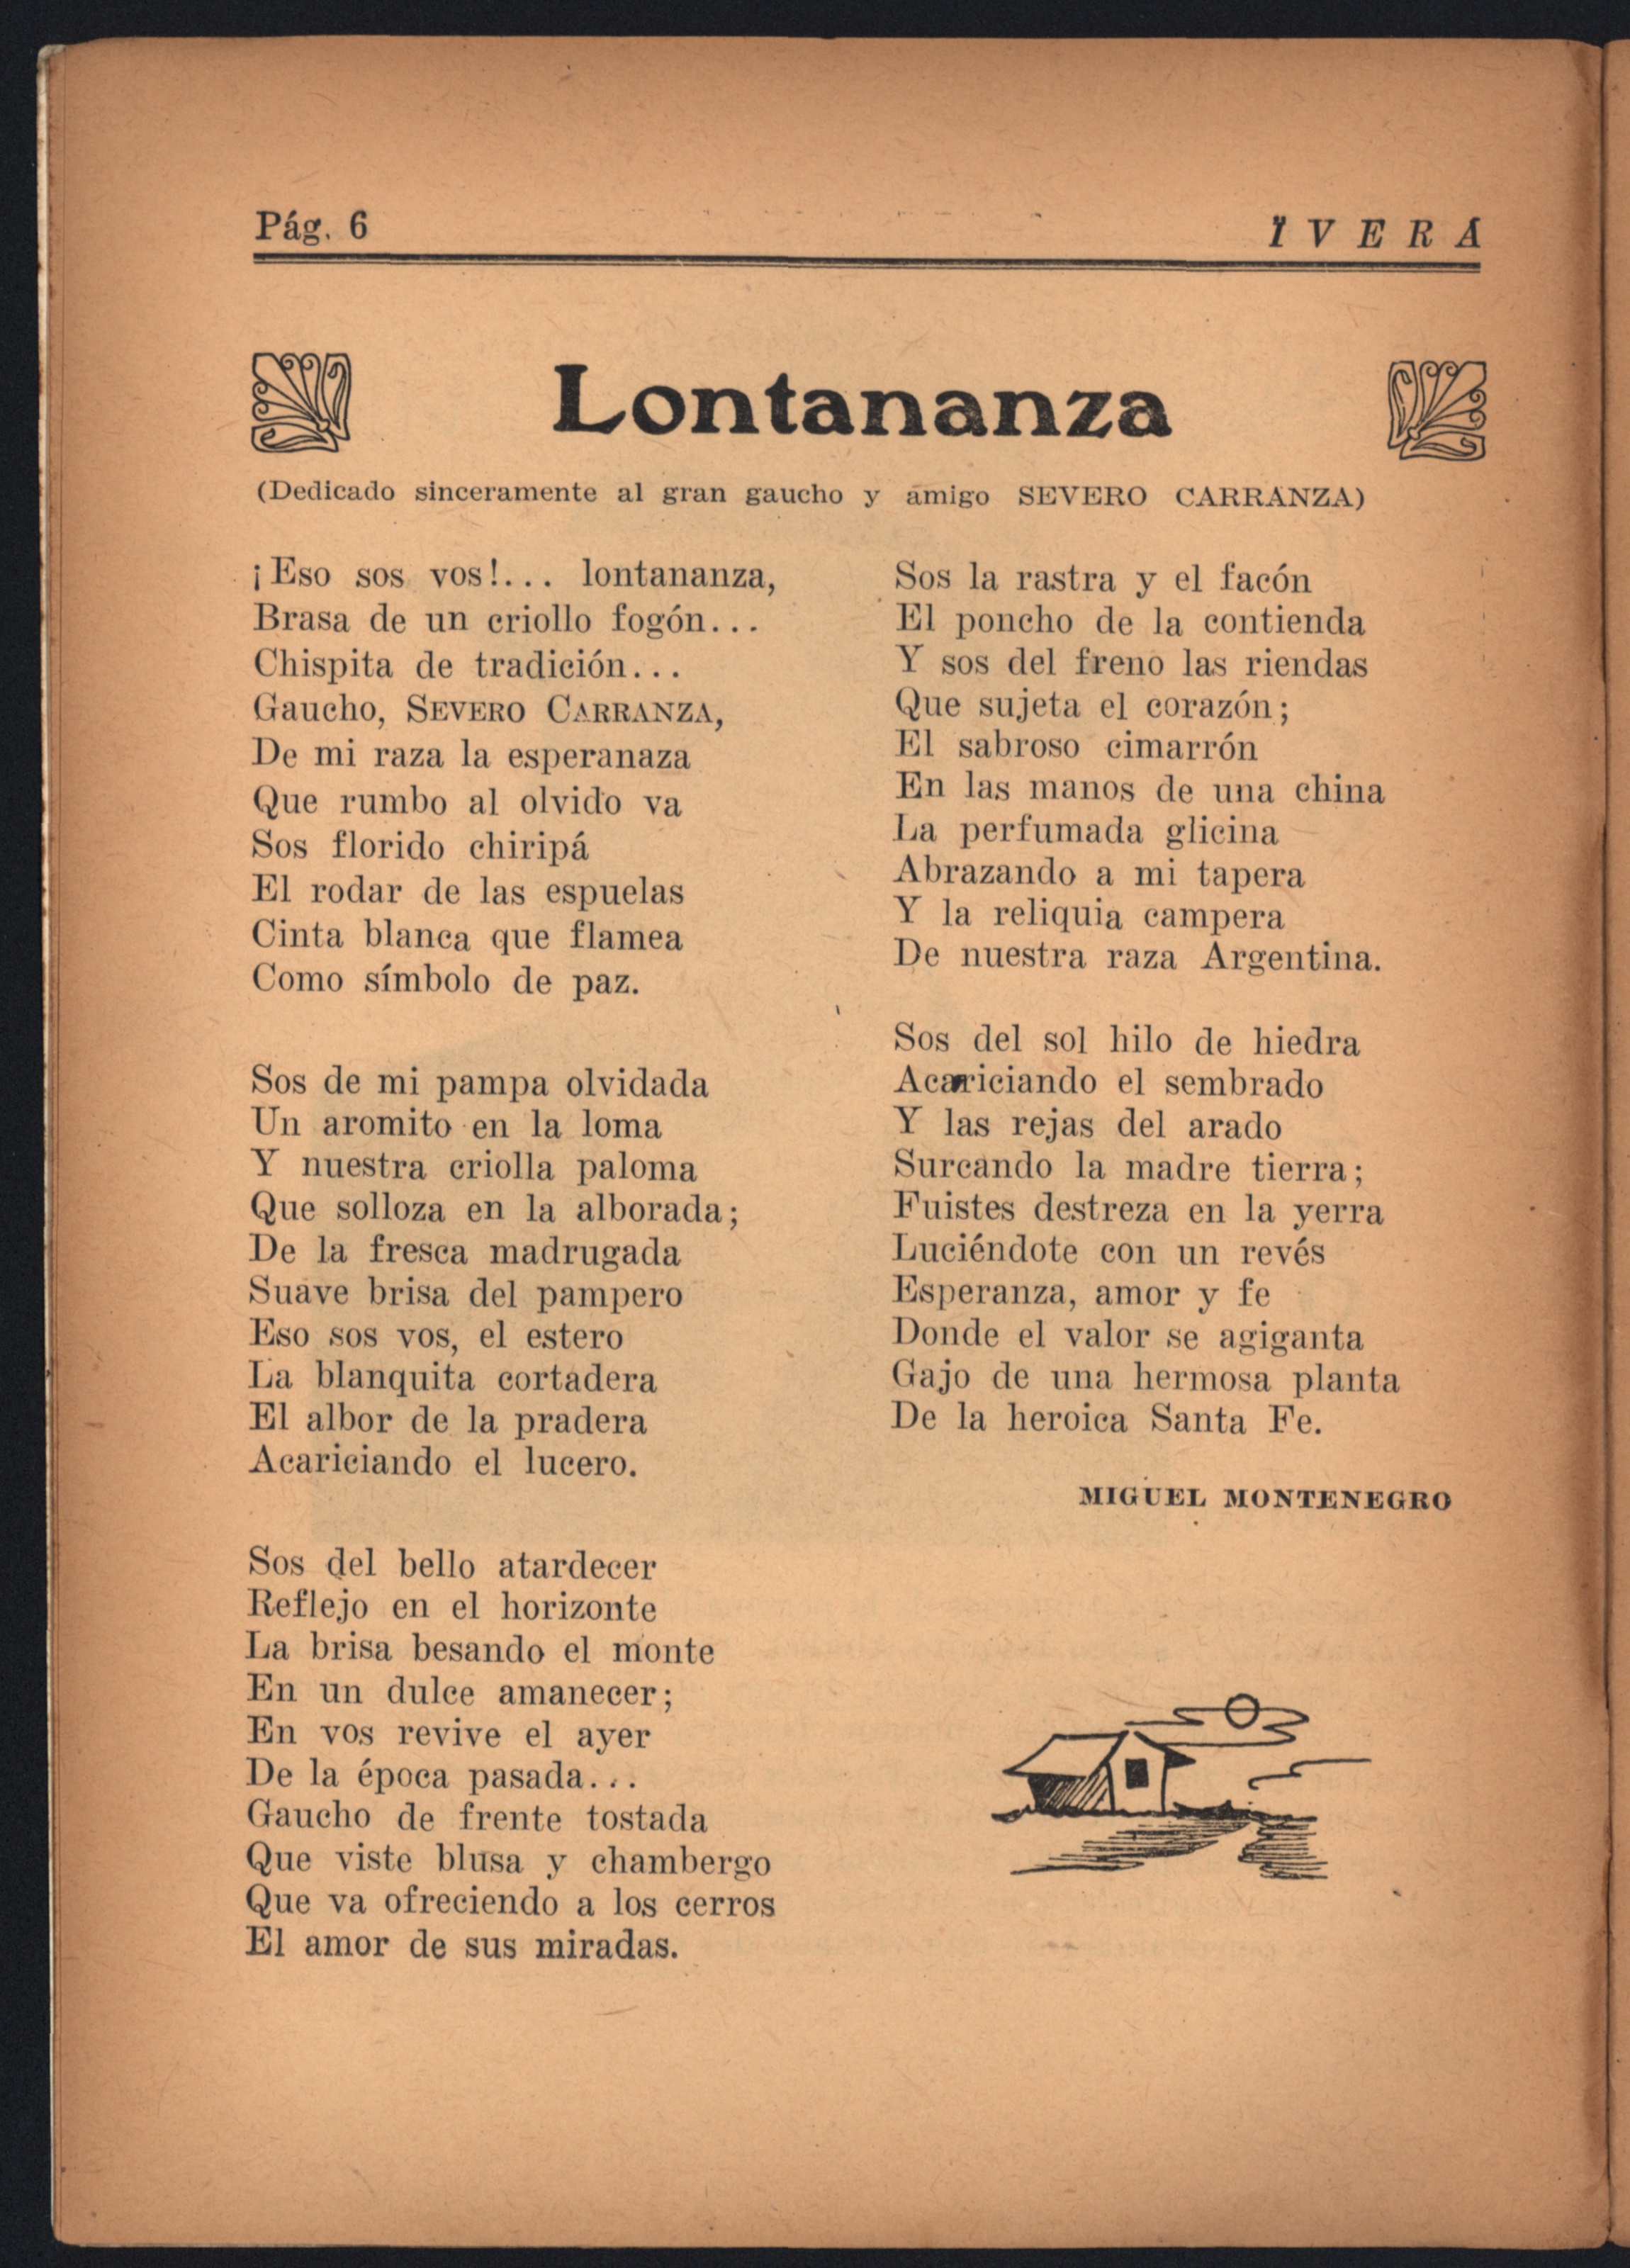 Pág. 6
Ï V E R Á
Lontananza
(Dedicado sinceramente al gran gaucho y amigo SEVERO CARRANZA)
¡Eso sos vos!... lontananza,
Brasa de un criollo fogón...
Chispita de tradición...
Gaucho, SEVERO CARRANZA,
De mi raza la esperanaza
Que rumbo al olvido va
Sos florido chiripá
El rodar de las espuelas
Cinta blanca que flamea
Como símbolo de paz.
Sos de mi pampa olvidada
Un aromito en la loma
Y nuestra criolla paloma
Que solloza en la alborada;
De la fresca madrugada
Suave brisa del pampero
Eso sos vos, el estero
La blanquita cortadera
El albor de la pradera
Acariciando el lucero.
Sos del bello atardecer
Reflejo en el horizonte
La brisa besando el monte
En un dulce amanecer;
En vos revive el ayer
De la época pasada...
Gaucho de frente tostada
Que viste blusa y chambergo
Que va ofreciendo a los cerros
El amor de sus miradas.
Sos la rastra y el facón
El poncho de la contienda
Y sos del freno las riendas
Que sujeta el corazón;
El sabroso cimarrón
En las manos de una china
La perfumada glicina
Abrazando a mi tapera
Y la reliquia campera
De nuestra raza Argentina.
Sos del sol hilo de hiedra
Acariciando el sembrado
Y las rejas del arado
Surcando la madre tierra;
Fuistes destreza en la yerra
Luciéndote con un revés
Esperanza, amor y fe
Donde el valor se agiganta
Gajo de una hermosa planta
De la heroica Santa Fe.
MIGUEL MONTENEGRO